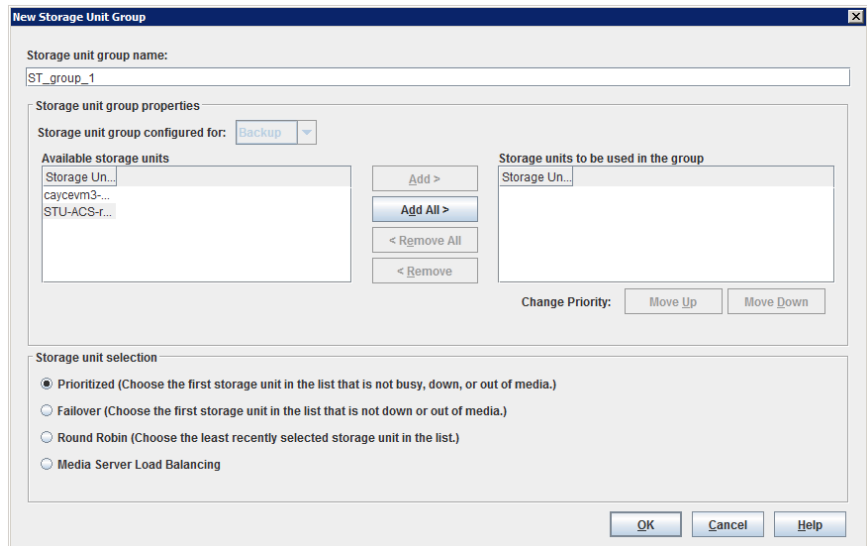 New Storage Unit Group
Storage unit group name:
ST_group_1
Storage unit group properties
Storage unit group configured for: Backup
Available storage units
Storage Un...
caycevm3-...
STU-ACS-r...
Add >
Add All >
< Remove All
< Remove
Storage units to be used in the group
Storage Un...
Change Priority: Move Up Move Down
Storage unit selection
Prioritized (Choose the first storage unit in the list that is not busy, down, or out of media.)
Failover (Choose the first storage unit in the list that is not down or out of media.)
Round Robin (Choose the least recently selected storage unit in the list.)
Media Server Load Balancing
OK Cancel Help